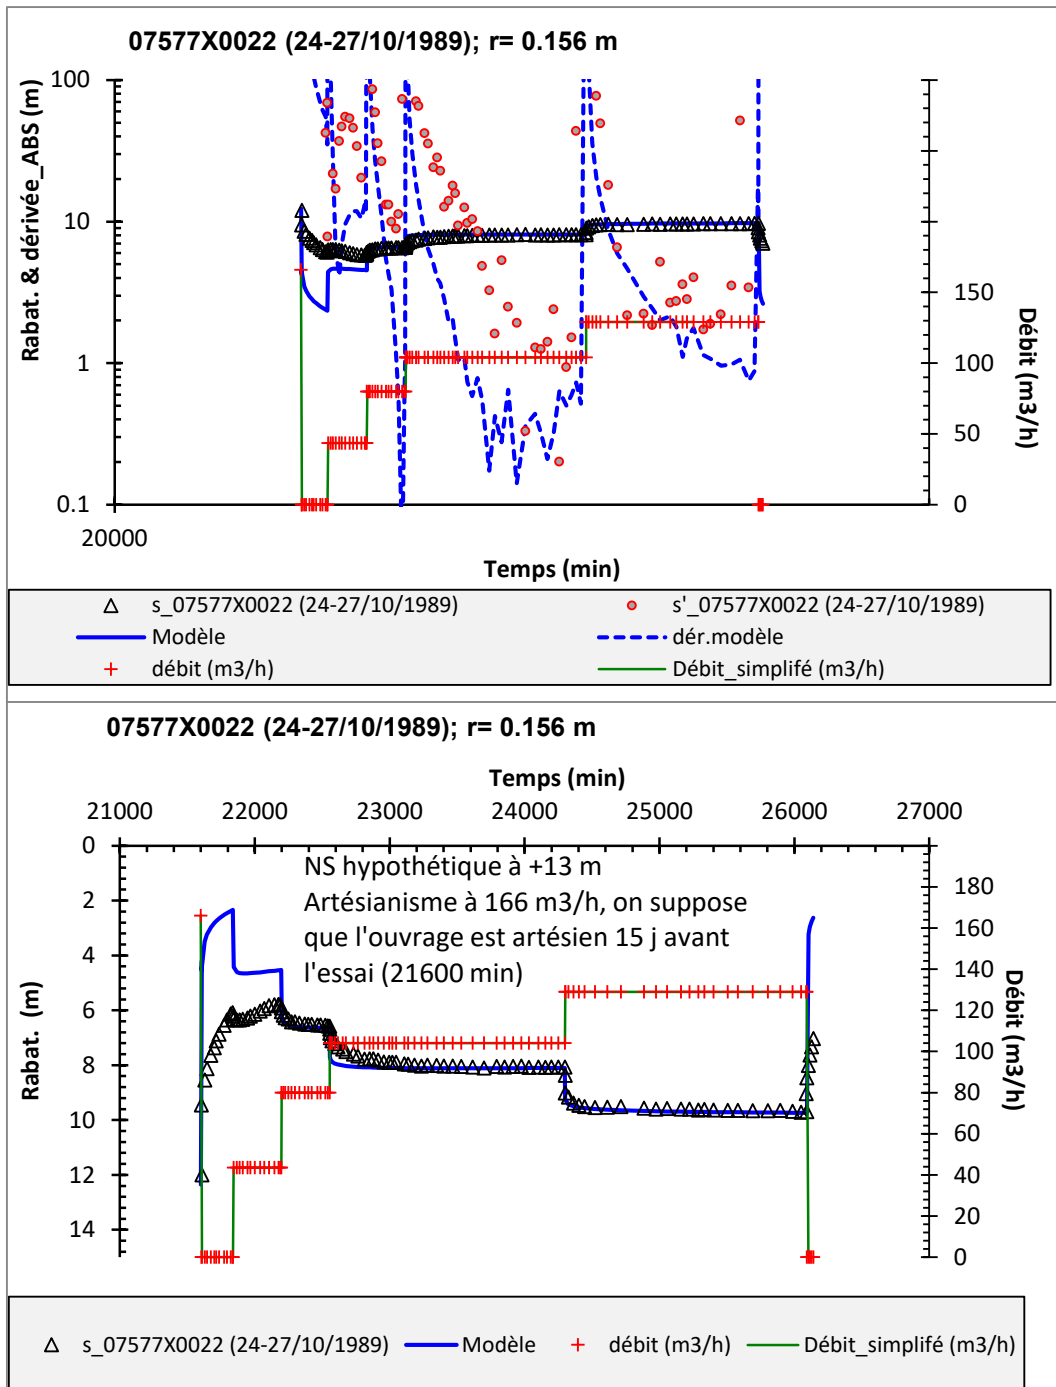 07577X0022 (24-27/10/1989); r= 0.156 m
Rabat. & dérivée_ABS (m)
100
10
1
0.1
20000
Temps (min)
150
100
50
0
Débit (m3/h)
s_07577X0022 (24-27/10/1989)
s'_07577X0022 (24-27/10/1989)
Modèle
dér.modèle
débit (m3/h)
Débit_simplifé (m3/h)
07577X0022 (24-27/10/1989); r= 0.156 m
Temps (min)
21000 22000 23000 24000 25000 26000 27000
Rabat. (m)
0
2
4
6
8
10
12
14
NS hypothétique à +13 m
Artésianisme à 166 m3/h, on suppose
que l'ouvrage est artésien 15 j avant
l'essai (21600 min)
180
160
140
120
100
80
60
40
20
0
Débit (m3/h)
s_07577X0022 (24-27/10/1989)
Modèle
débit (m3/h)
Débit_simplifé (m3/h)